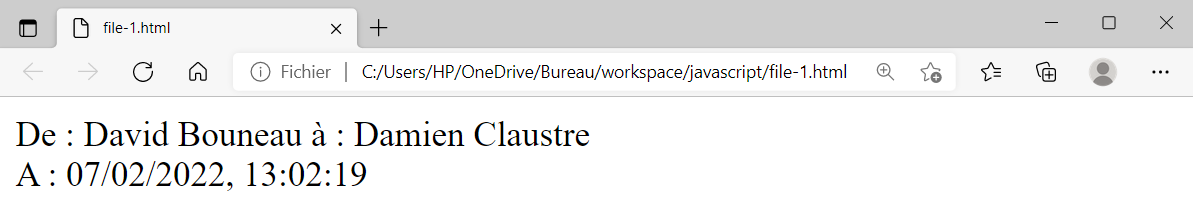 file-1.html
Fichier | C:/Users/HP/OneDrive/Bureau/workspace/javascript/file-1.html
De : David Bouneau à : Damien Claustre
A : 07/02/2022, 13:02:19